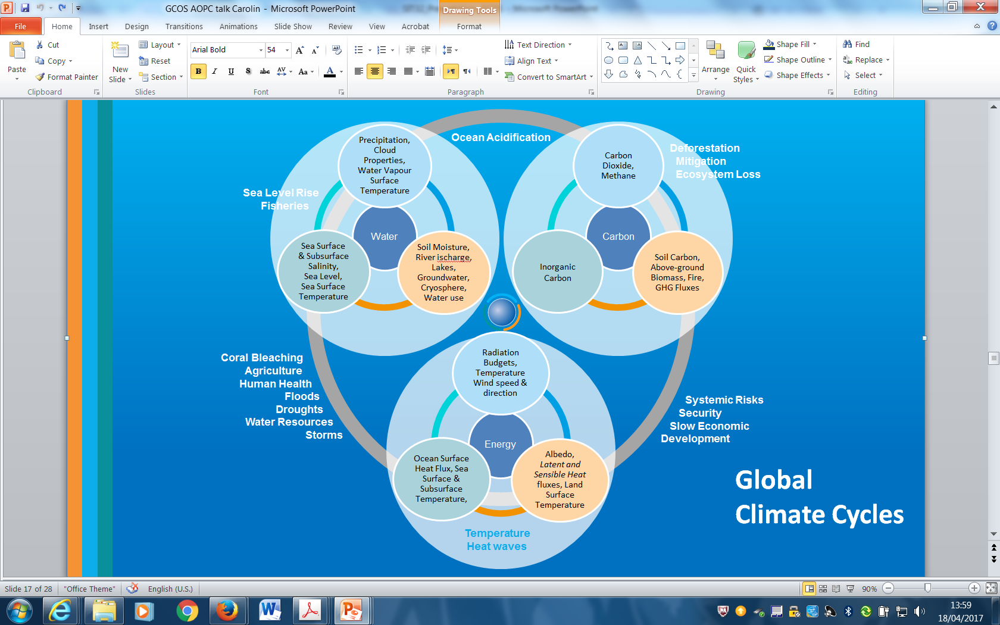 GCOS AOPC talk Carolin - Microsoft PowerPoint
Drawing Tools
File
Home
Insert
Design
Transitions
Animations
Slide Show
Review
View
Acrobat
Format
Paste
Cut
Copy
Format Painter
Clipboard
New
Slide
Layout
Reset
Section
Slides
Arial Bold
54
B I U S abc AV Aa A
Font
Text Direction
Align Text
Convert to SmartArt
Paragraph
Arrange
Quick
Styles
Shape Fill
Shape Outline
Shape Effects
Drawing
Find
Replace
Select
Editing
Precipitation,
Cloud
Properties,
Water Vapour
Surface
Temperature
Ocean Acidification
Carbon
Dioxide,
Methane
Deforestation
Mitigation
Ecosystem Loss
Sea Level Rise
Fisheries
Water
Carbon
Sea Surface
& Subsurface
Salinity,
Sea Level,
Sea Surface
Temperature
Soil Moisture,
River ischarge,
Lakes,
Groundwater,
Cryosphere,
Water use
Inorganic
Carbon
Soil Carbon,
Above-ground
Biomass, Fire,
GHG Fluxes
Radiation
Budgets,
Temperature
Wind speed &
direction
Coral Bleaching
Agriculture
Human Health
Floods
Droughts
Water Resources
Storms
Systemic Risks
Security
Slow Economic
Development
Energy
Ocean Surface
Heat Flux, Sea
Surface &
Subsurface
Temperature,
Albedo,
Latent and
Sensible Heat
fluxes, Land
Surface
Temperature
Temperature
Heat waves
Global
Climate Cycles
Slide 17 of 28
"Office Theme"
English (U.S.)
90%
13:59
18/04/2017